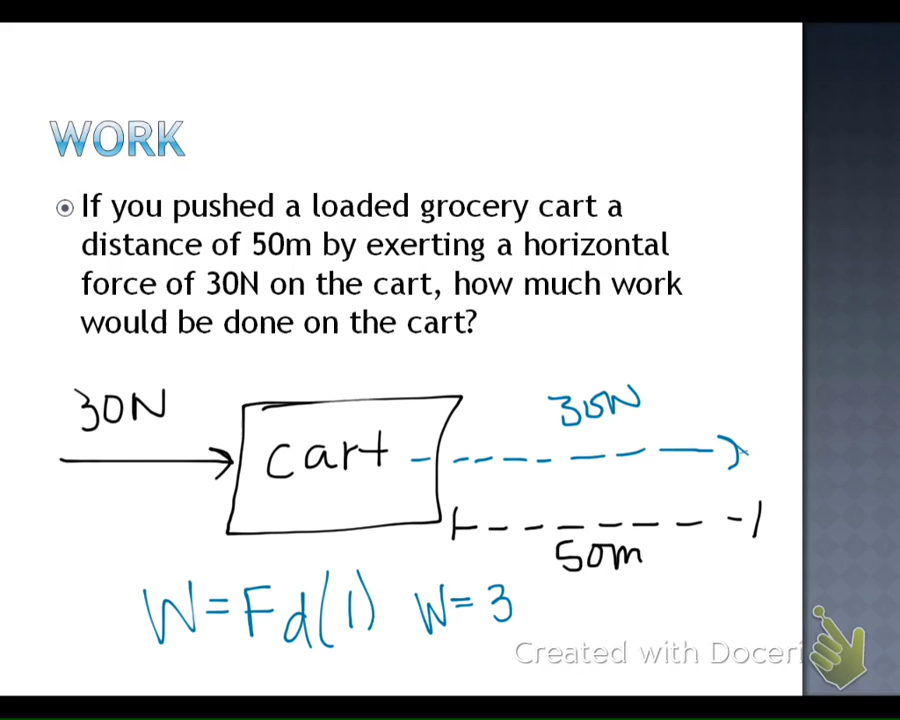 WORK
If you pushed a loaded grocery cart a
distance of 50m by exerting a horizontal
force of 30N on the cart, how much work
would be done on the cart?
30N
cart
30N
50m
W=Fd(1) W=3
Created with Doceri